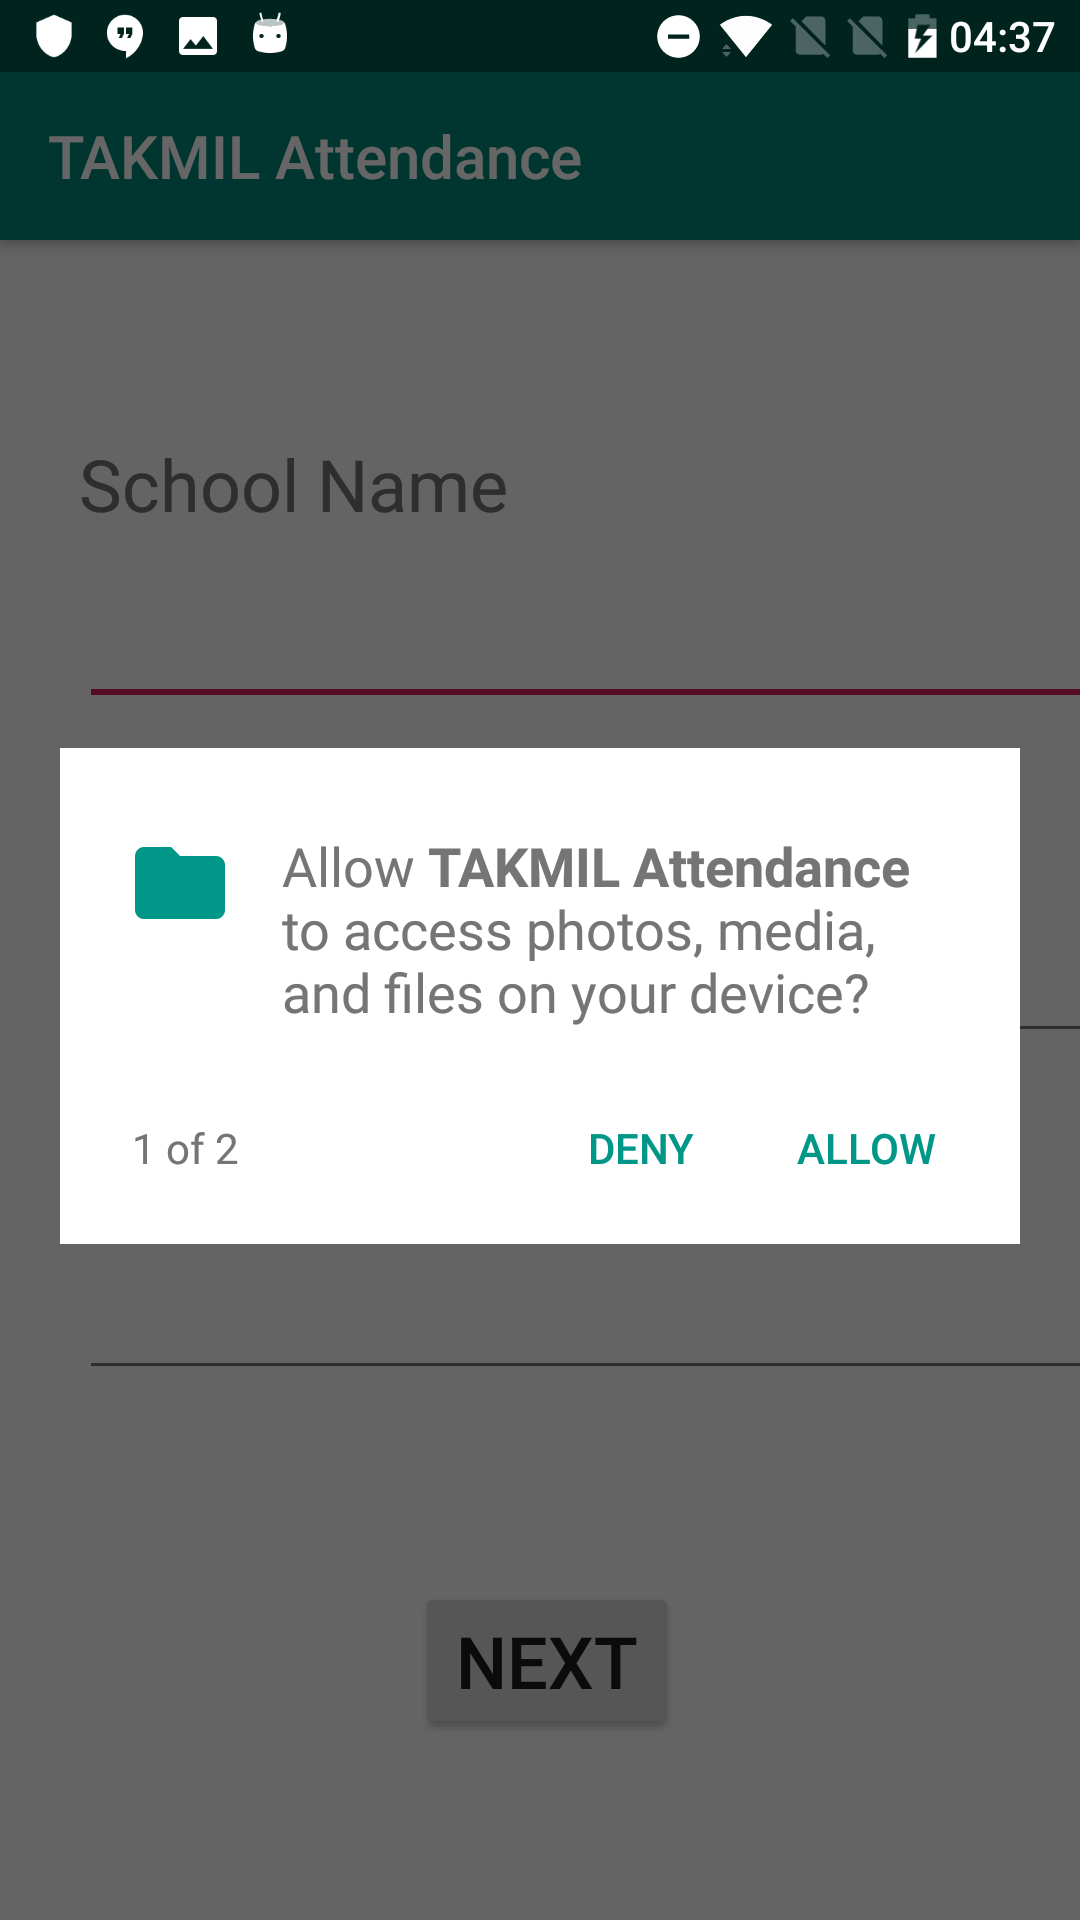 04:37
TAKMIL Attendance
School Name
Allow TAKMIL Attendance
to access photos, media,
and files on your device?
1 of 2
DENY
ALLOW
NEXT